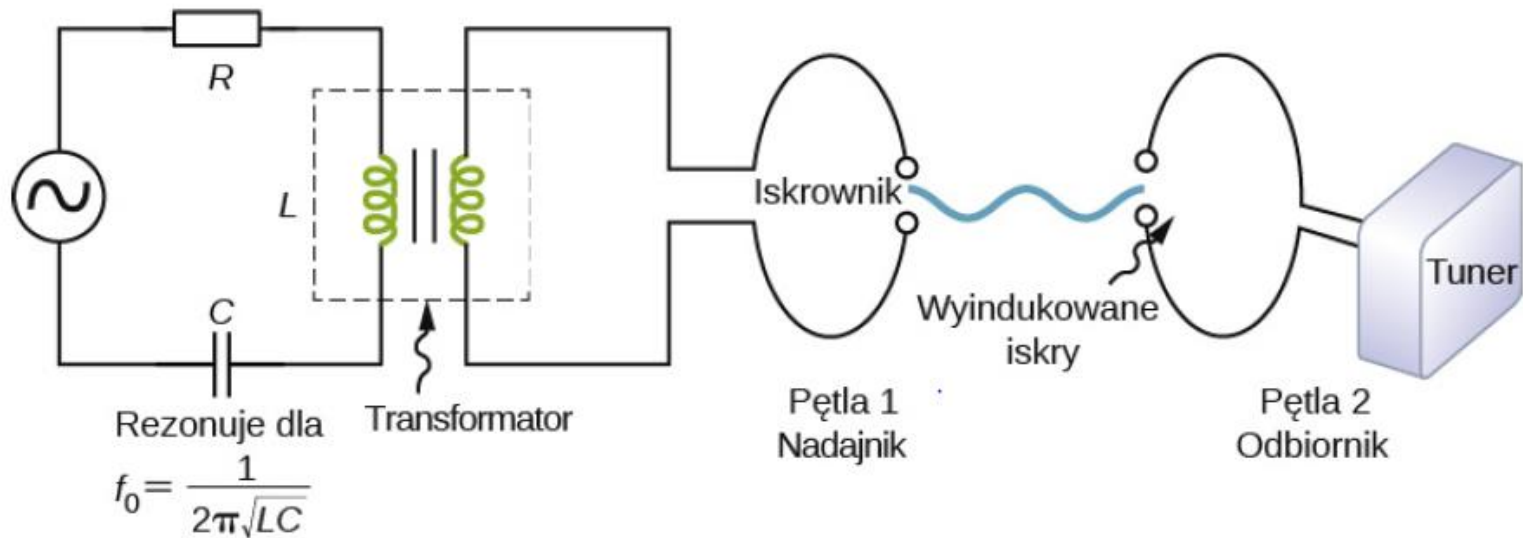 R
L
C
Rezonuje dla
f₀ = 1 / 2π√LC
Transformator
Iskrownik
Pętla 1
Nadajnik
Wyindukowane
iskry
Pętla 2
Odbiornik
Tuner